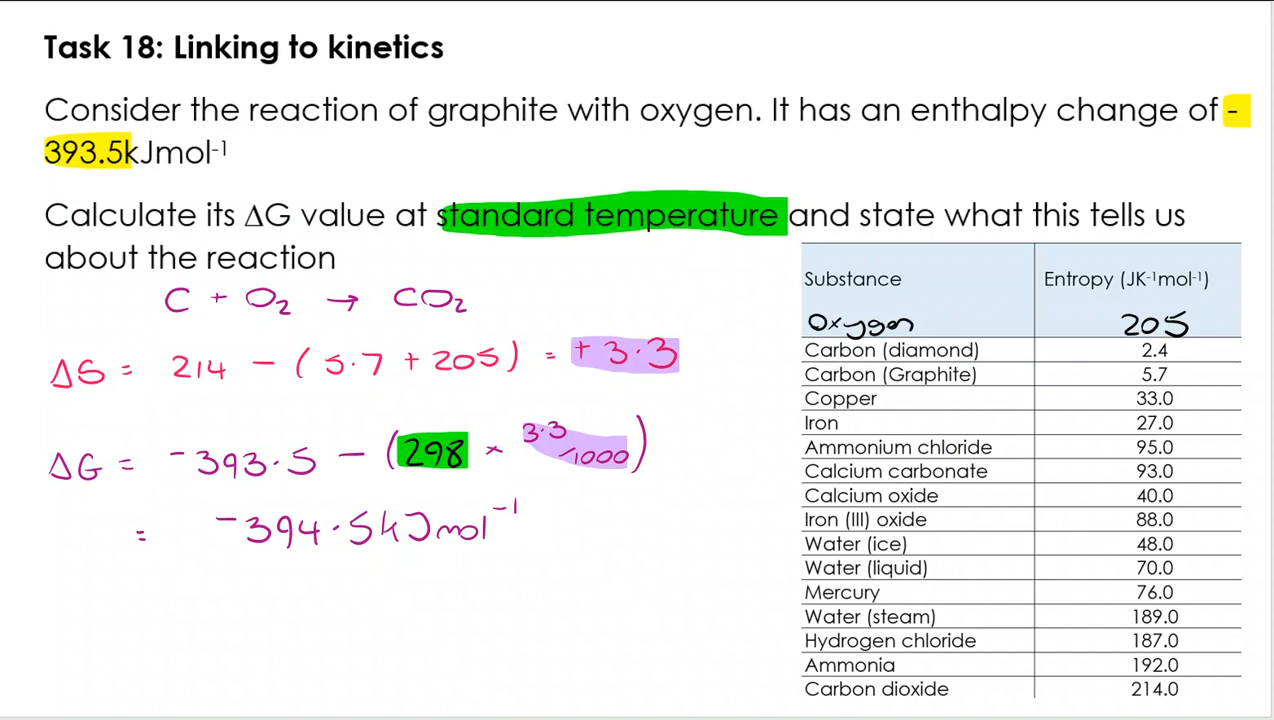 Task 18: Linking to kinetics
Consider the reaction of graphite with oxygen. It has an enthalpy change of -
393.5kJmol⁻¹
Calculate its ΔG value at standard temperature and state what this tells us
about the reaction
C + O₂ → CO₂
ΔS = 214 - (5.7 + 205) = +3.3
ΔG = -393.5 - (298 × 3.3/1000)
= -394.5kJmol⁻¹
Substance Entropy (JK⁻¹mol⁻¹)
Oxygen 205
Carbon (diamond) 2.4
Carbon (Graphite) 5.7
Copper 33.0
Iron 27.0
Ammonium chloride 95.0
Calcium carbonate 93.0
Calcium oxide 40.0
Iron (III) oxide 88.0
Water (ice) 48.0
Water (liquid) 70.0
Mercury 76.0
Water (steam) 189.0
Hydrogen chloride 187.0
Ammonia 192.0
Carbon dioxide 214.0